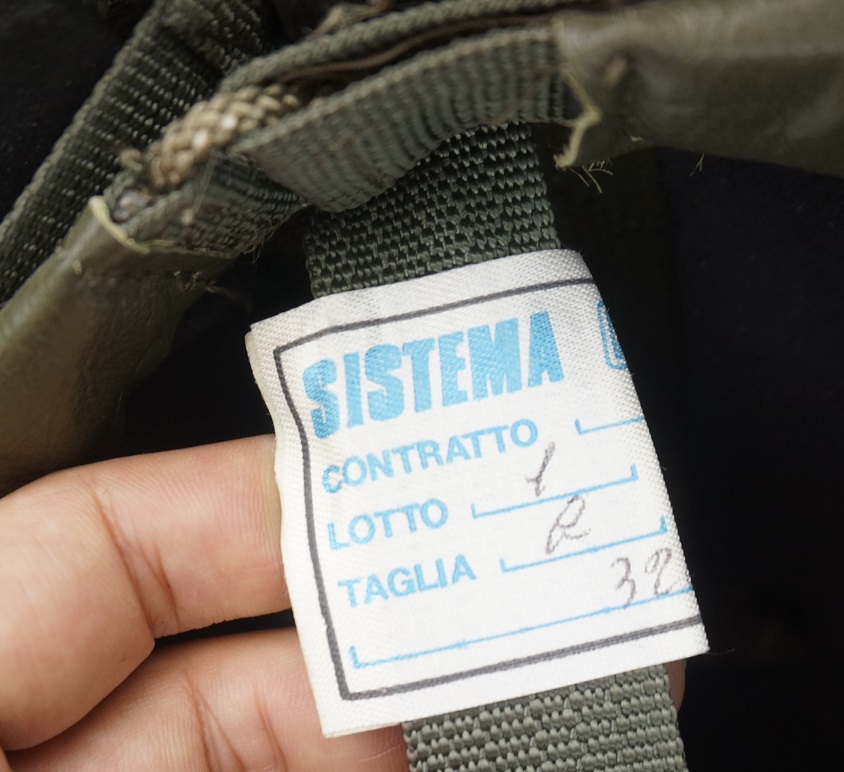 SISTEMA
CONTRATTO
LOTTO 1
TAGLIA R
32